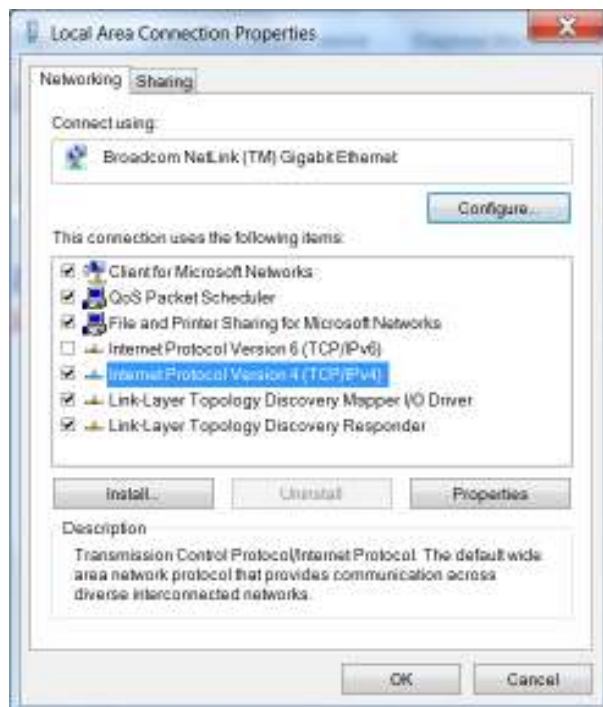 Local Area Connection Properties
Networking
Sharing
Connect using:
Broadcom NetLink (TM) Gigabit Ethernet
Configure...
This connection uses the following items:
Client for Microsoft Networks
QoS Packet Scheduler
File and Printer Sharing for Microsoft Networks
Internet Protocol Version 6 (TCP/IPv6)
Internet Protocol Version 4 (TCP/IPv4)
Link-Layer Topology Discovery Mapper I/O Driver
Link-Layer Topology Discovery Responder
Install...
Uninstall
Properties
Description
Transmission Control Protocol/Internet Protocol. The default wide
area network protocol that provides communication across
diverse interconnected networks.
OK
Cancel